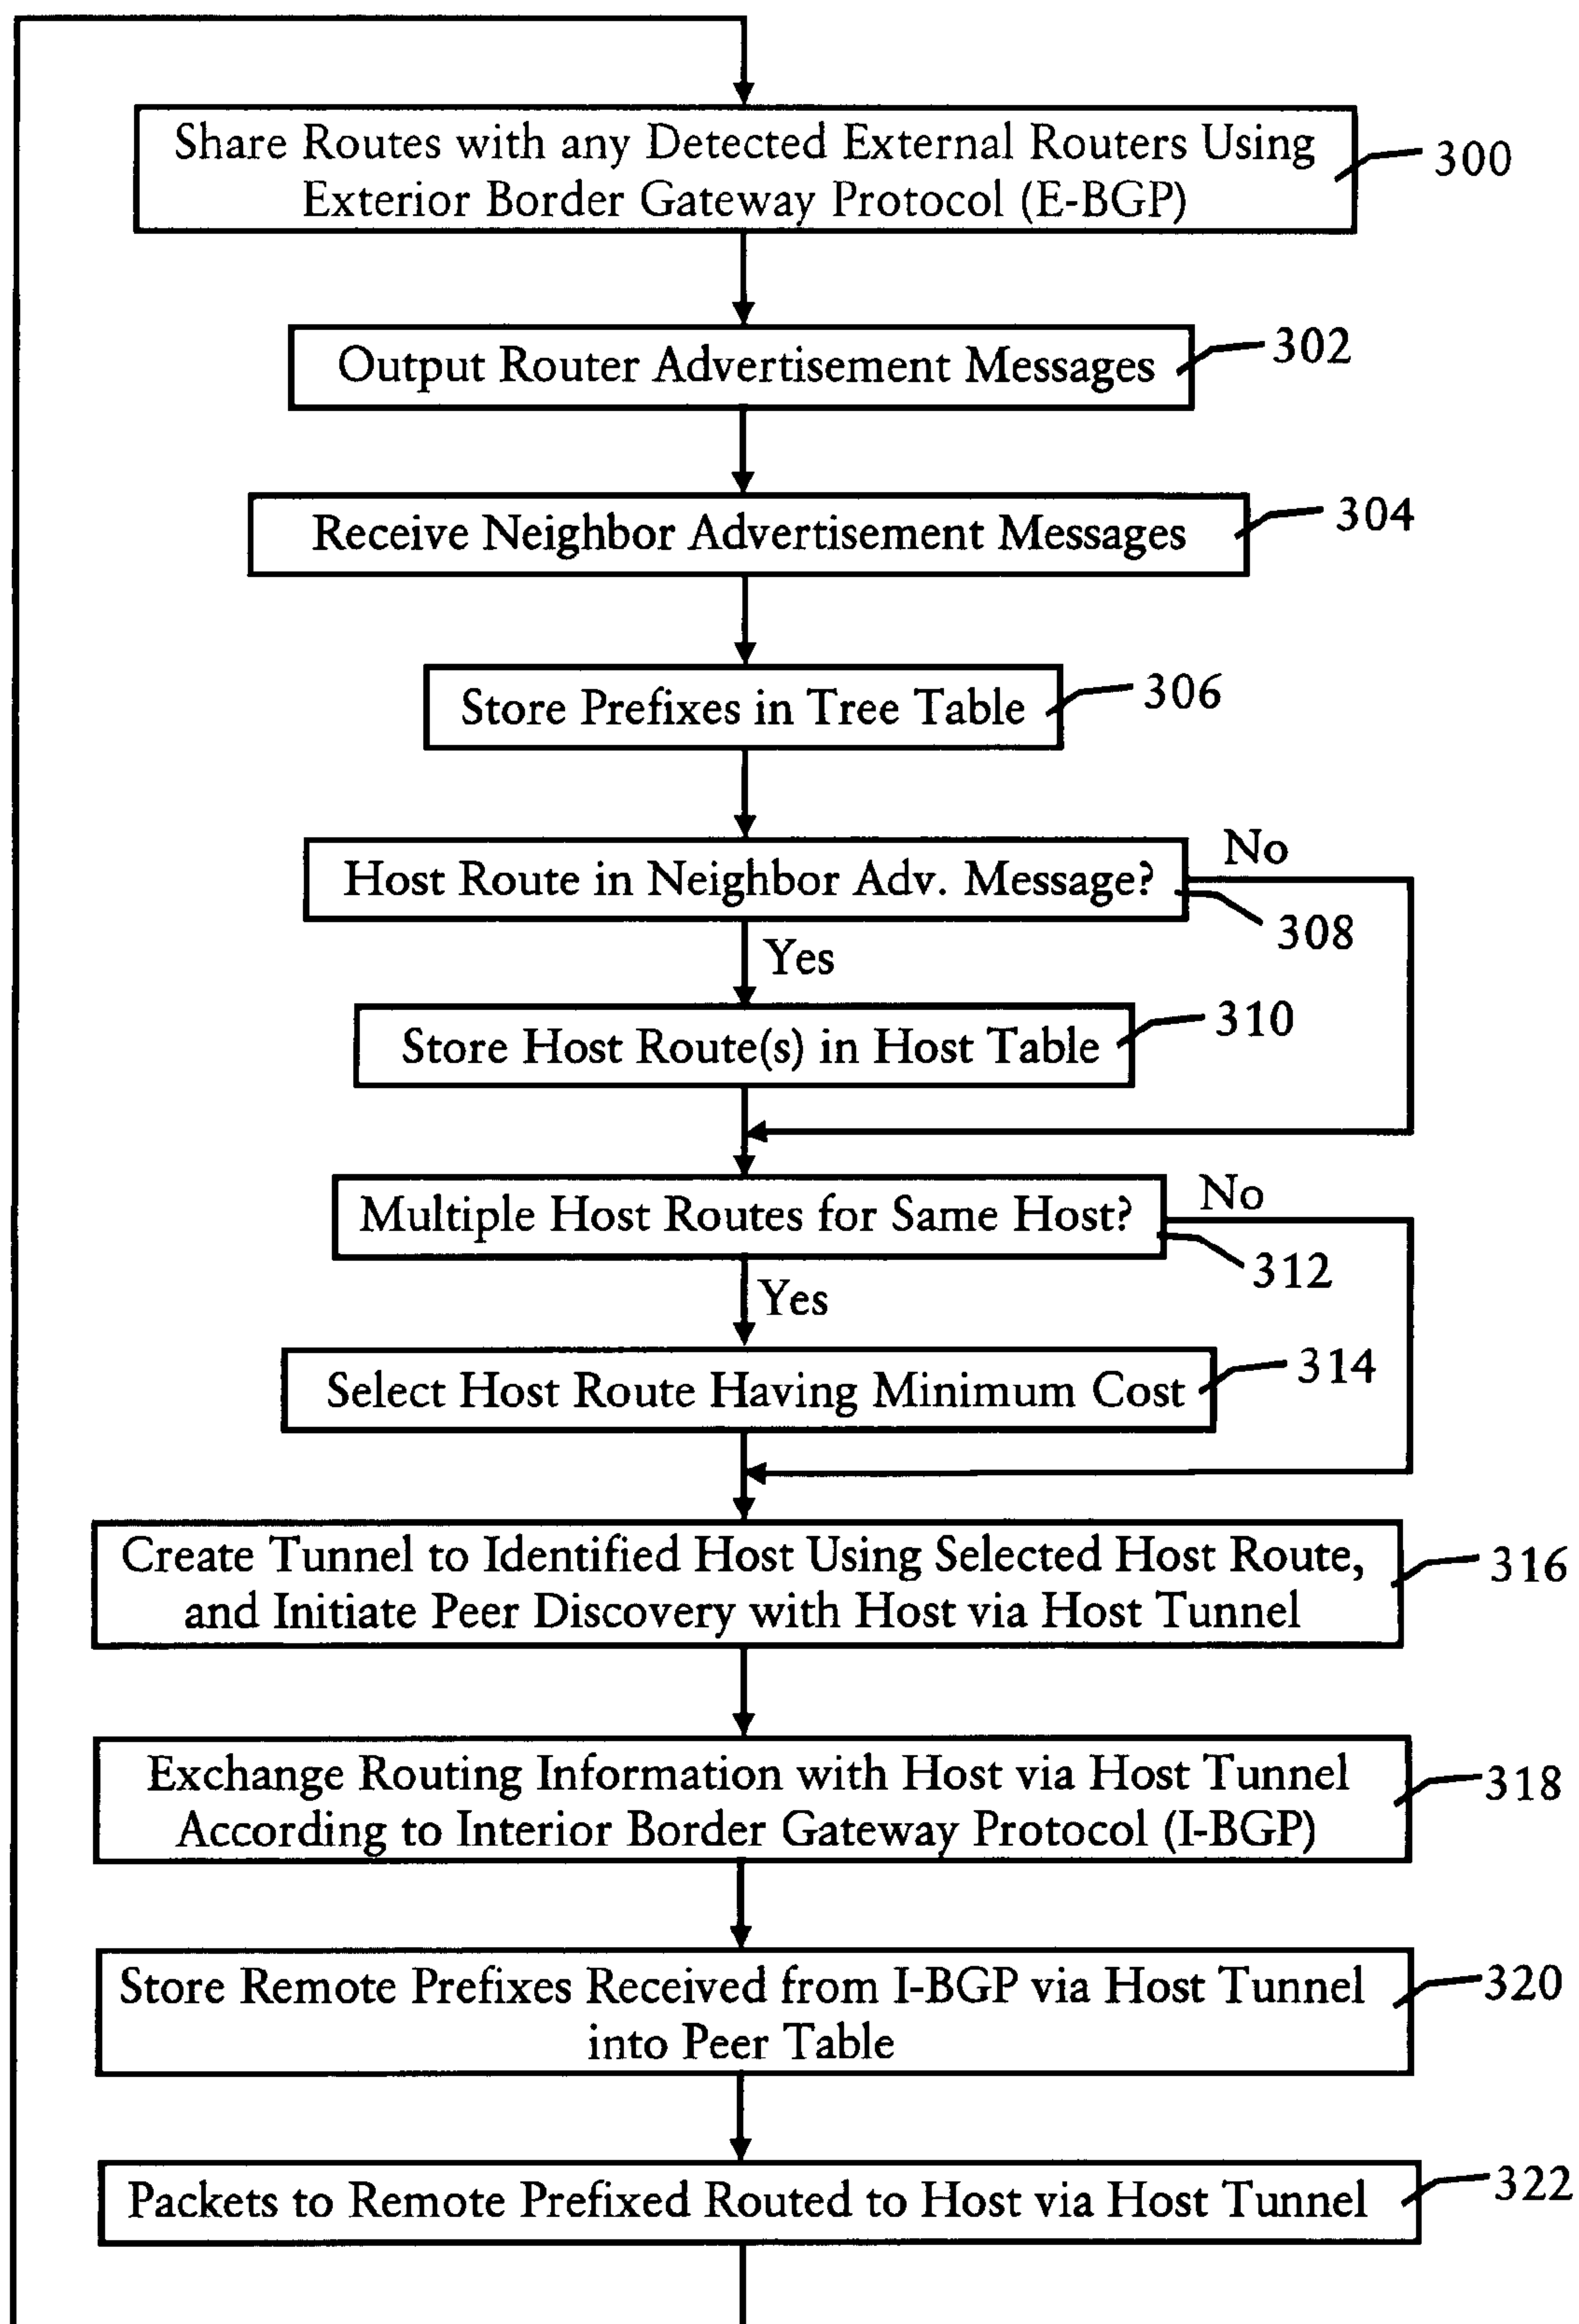 Share Routes with any Detected External Routers Using
Exterior Border Gateway Protocol (E-BGP)
300
Output Router Advertisement Messages
302
Receive Neighbor Advertisement Messages
304
Store Prefixes in Tree Table
306
Host Route in Neighbor Adv. Message?
No
308
Yes
Store Host Route(s) in Host Table
310
Multiple Host Routes for Same Host?
No
312
Yes
Select Host Route Having Minimum Cost
314
Create Tunnel to Identified Host Using Selected Host Route,
and Initiate Peer Discovery with Host via Host Tunnel
316
Exchange Routing Information with Host via Host Tunnel
According to Interior Border Gateway Protocol (I-BGP)
318
Store Remote Prefixes Received from I-BGP via Host Tunnel
into Peer Table
320
Packets to Remote Prefixed Routed to Host via Host Tunnel
322